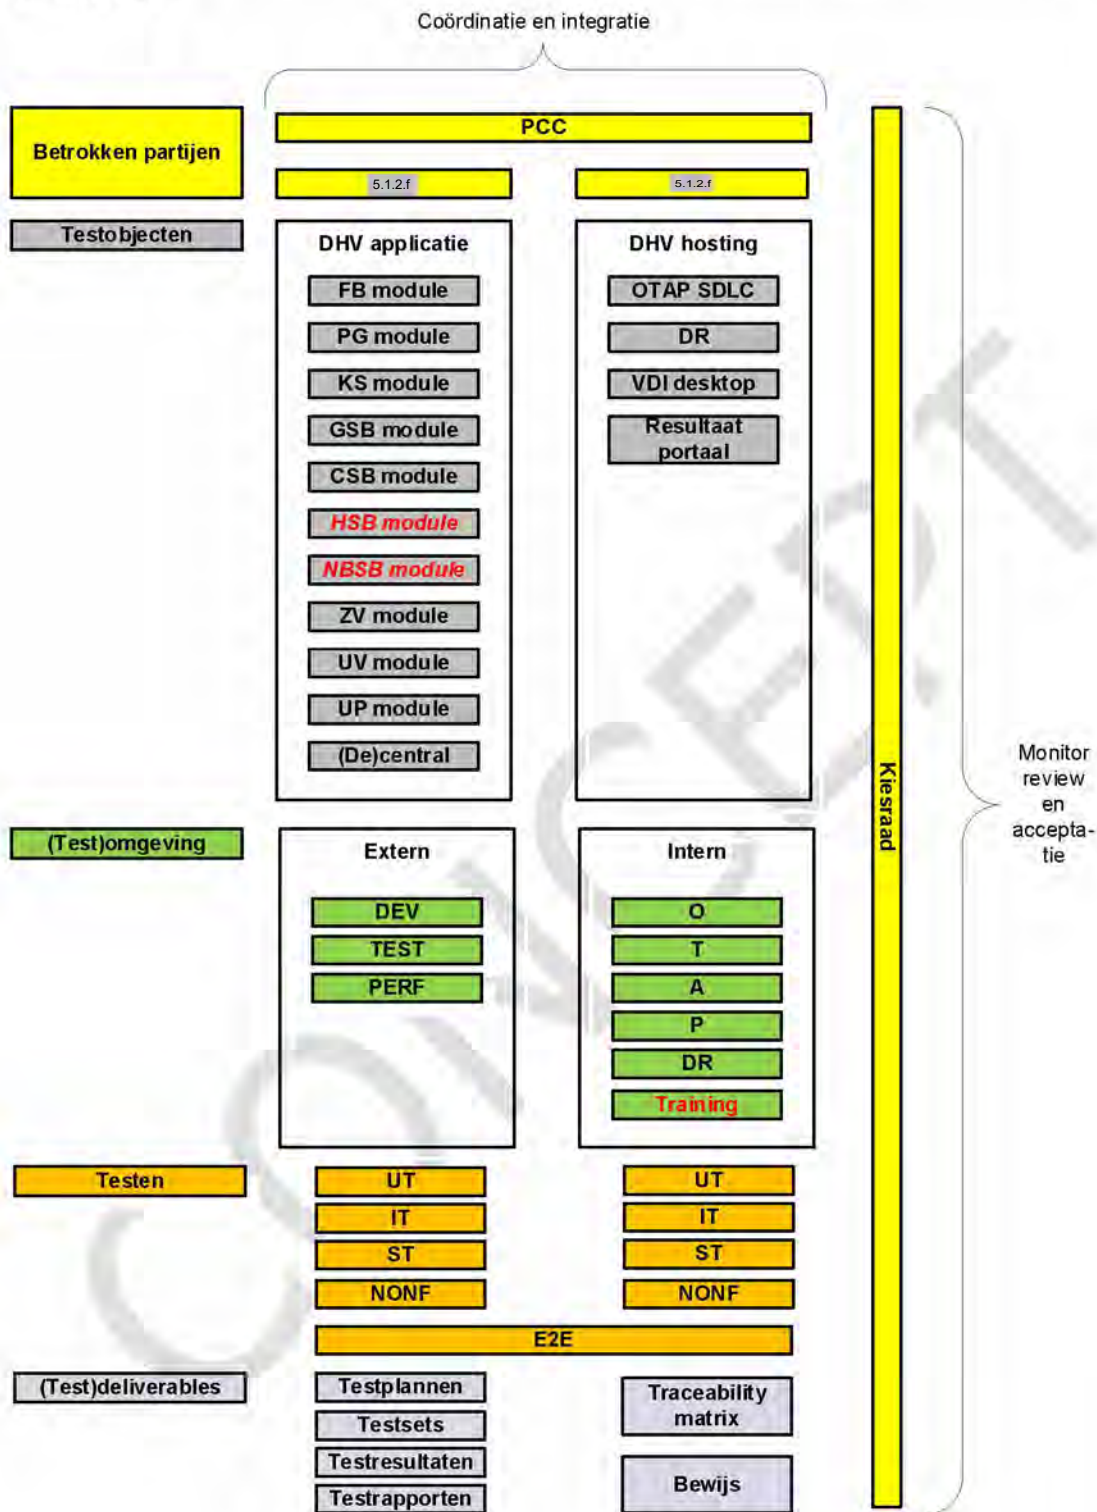 Coördinatie en integratie
Betrokken partijen
PCC
5.1.2.f
5.1.2.f
Testobjecten
DHV applicatie
FB module
PG module
KS module
GSB module
CSB module
HSB module
NBSB module
ZV module
UV module
UP module
(De)central
DHV hosting
OTAP SDLC
DR
VDI desktop
Resultaat
portaal
Kiesraad
Monitor
review
en
accepta-
tie
(Test)omgeving
Extern
DEV
TEST
PERF
Intern
O
T
A
P
DR
Training
Testen
UT
IT
ST
NONF
UT
IT
ST
NONF
E2E
(Test)deliverables
Testplannen
Testsets
Testresultaten
Testrapporten
Traceability
matrix
Bewijs
CONCEPT